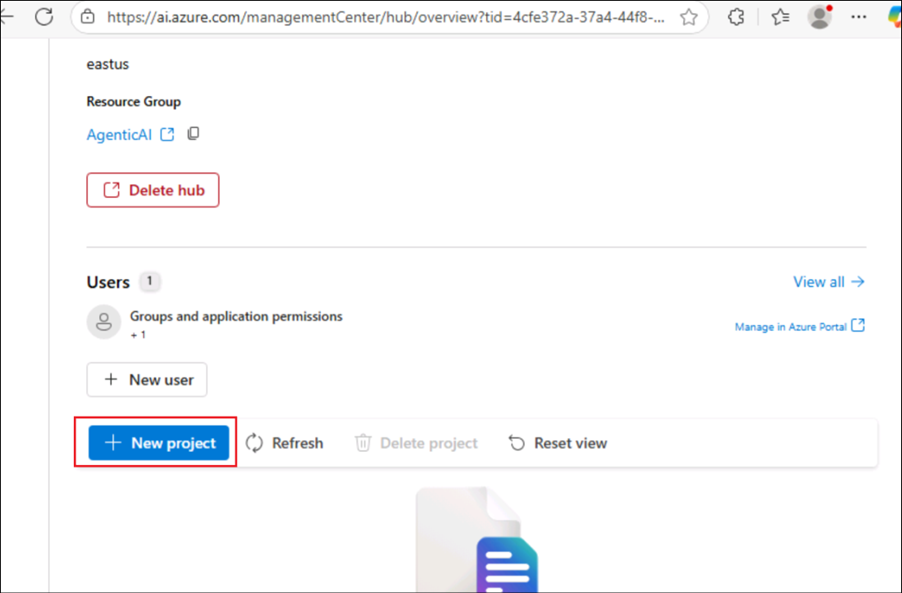 https://ai.azure.com/managementCenter/hub/overview?tid=4cfe372a-37a4-44f8-...
eastus
Resource Group
AgenticAI
Delete hub
Users 1
View all
Groups and application permissions
+ 1
Manage in Azure Portal
New user
New project Refresh Delete project Reset view